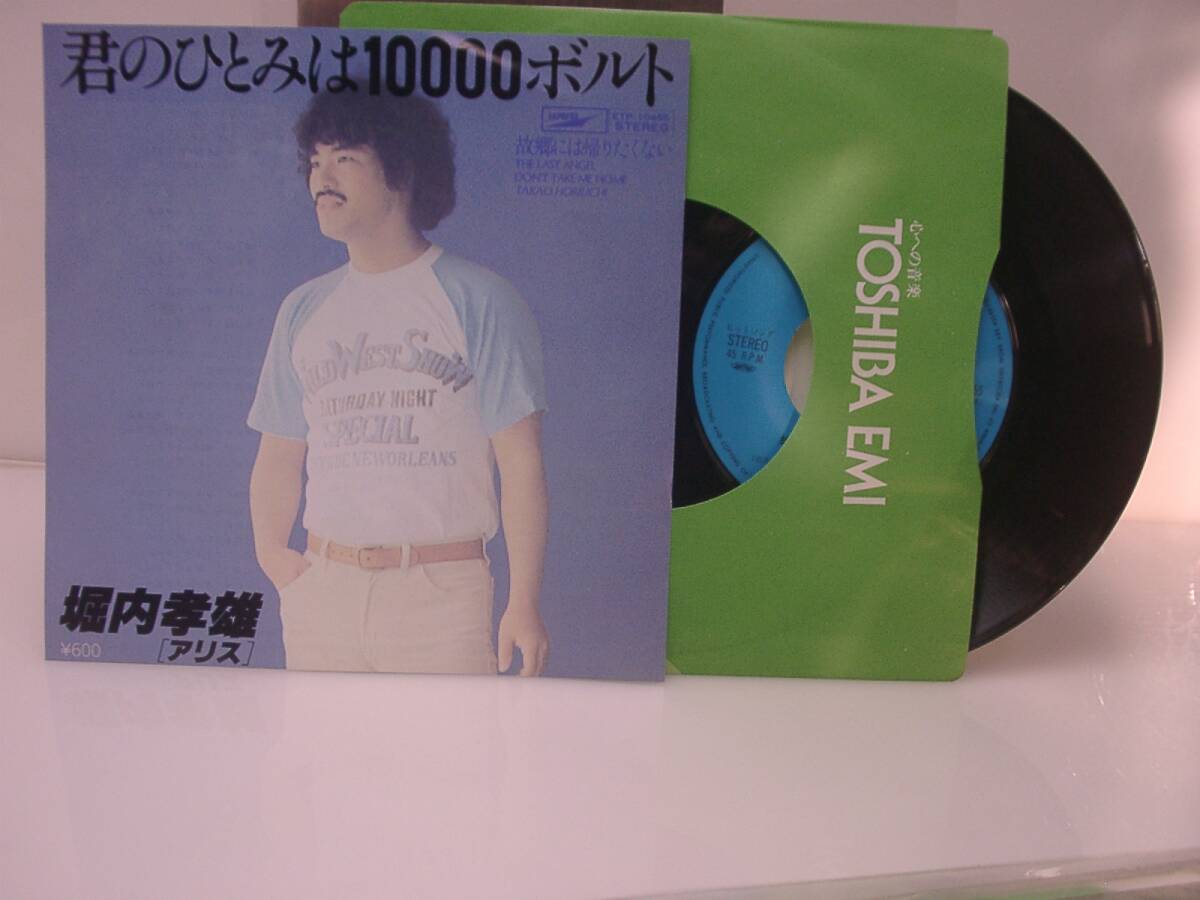 君のひとみは10000ボルト
EXPRESS
STEREO
故郷には帰りたくない
THE LAST ANGEL
DON'T TAKE ME HOME
TAKAO HORIUCHI
WILD WEST SHOW
SATURDAY NIGHT
SPECIAL
NEW ORLEANS
堀内孝雄
[アリス]
¥600
STEREO
45 R.P.M.
心への音楽
TOSHIBA EMI